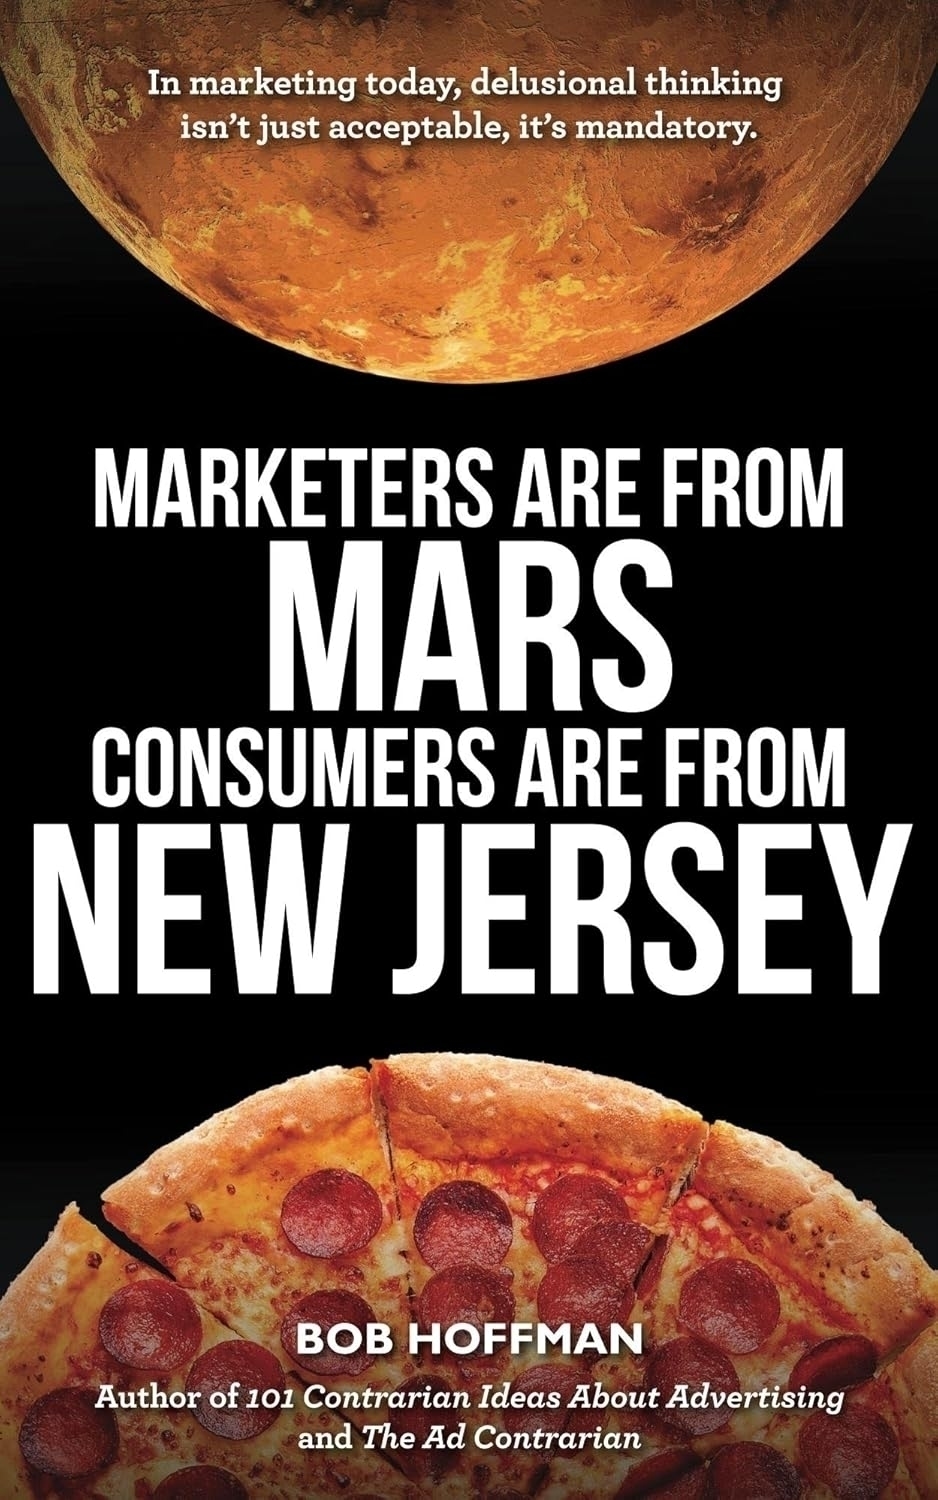 In marketing today, delusional thinking
isn't just acceptable, it's mandatory.
MARKETERS ARE FROM
MARS
CONSUMERS ARE FROM
NEW JERSEY
BOB HOFFMAN
Author of 101 Contrarian Ideas About Advertising
and The Ad Contrarian